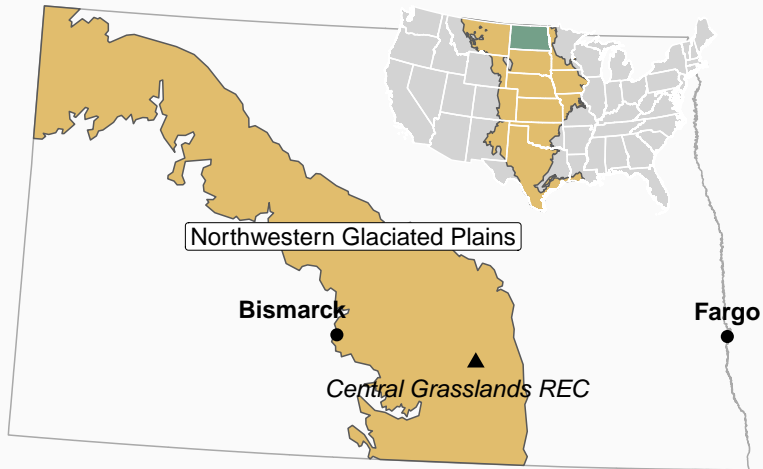 Northwestern Glaciated Plains
Bismarck
Fargo
Central Grasslands REC